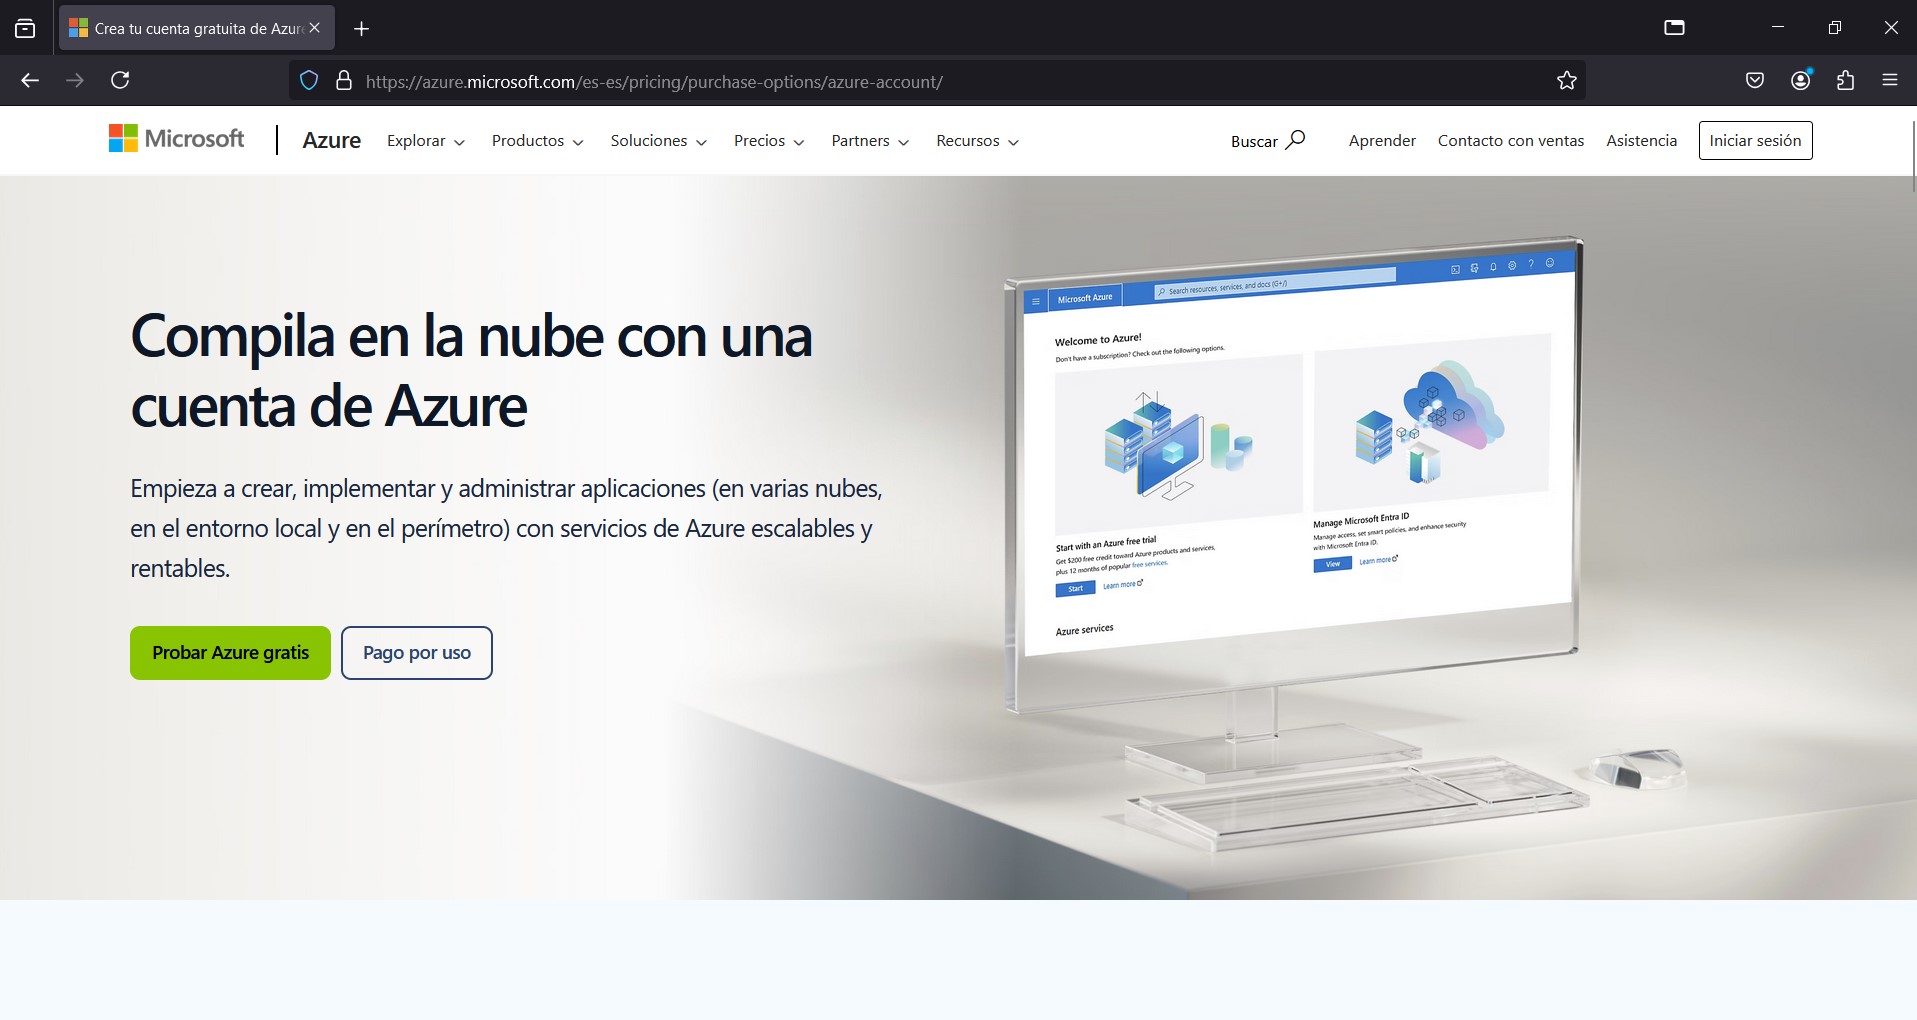 Crea tu cuenta gratuita de Azure
https://azure.microsoft.com/es-es/pricing/purchase-options/azure-account/
Microsoft
Azure
Explorar
Productos
Soluciones
Precios
Partners
Recursos
Buscar
Aprender
Contacto con ventas
Asistencia
Iniciar sesión
Compila en la nube con una
cuenta de Azure
Empieza a crear, implementar y administrar aplicaciones (en varias nubes,
en el entorno local y en el perímetro) con servicios de Azure escalables y
rentables.
Probar Azure gratis
Pago por uso
Microsoft Azure
Search resources, services, and docs (G+/)
Welcome to Azure!
Don't have a subscription? Check out the following options.
Start with an Azure free trial
Get $200 free credit toward Azure products and services,
plus 12 months of popular free services.
Start
Learn more
Manage Microsoft Entra ID
Manage access, set smart policies, and enhance security
with Microsoft Entra ID.
View
Learn more
Azure services